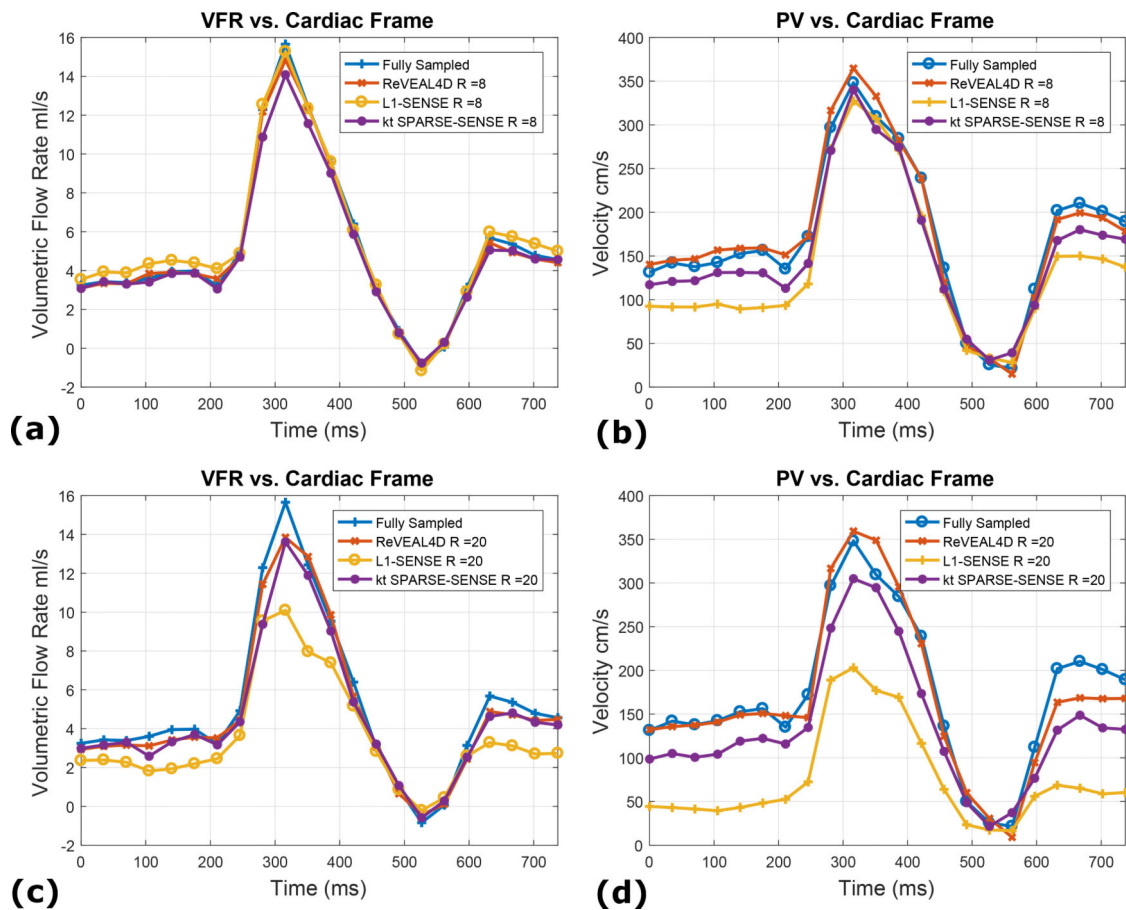 VFR vs. Cardiac Frame
16
14
12
10
8
6
4
2
0
-2
Volumetric Flow Rate ml/s
Fully Sampled
ReVEAL4D R =8
L1-SENSE R =8
kt SPARSE-SENSE R =8
0 100 200 300 400 500 600 700
Time (ms)
(a)
PV vs. Cardiac Frame
400
350
300
250
200
150
100
50
0
Velocity cm/s
Fully Sampled
ReVEAL4D R =8
L1-SENSE R =8
kt SPARSE-SENSE R =8
0 100 200 300 400 500 600 700
Time (ms)
(b)
VFR vs. Cardiac Frame
16
14
12
10
8
6
4
2
0
-2
Volumetric Flow Rate ml/s
Fully Sampled
ReVEAL4D R =20
L1-SENSE R =20
kt SPARSE-SENSE R =20
0 100 200 300 400 500 600 700
Time (ms)
(c)
PV vs. Cardiac Frame
400
350
300
250
200
150
100
50
0
Velocity cm/s
Fully Sampled
ReVEAL4D R =20
L1-SENSE R =20
kt SPARSE-SENSE R =20
0 100 200 300 400 500 600 700
Time (ms)
(d)